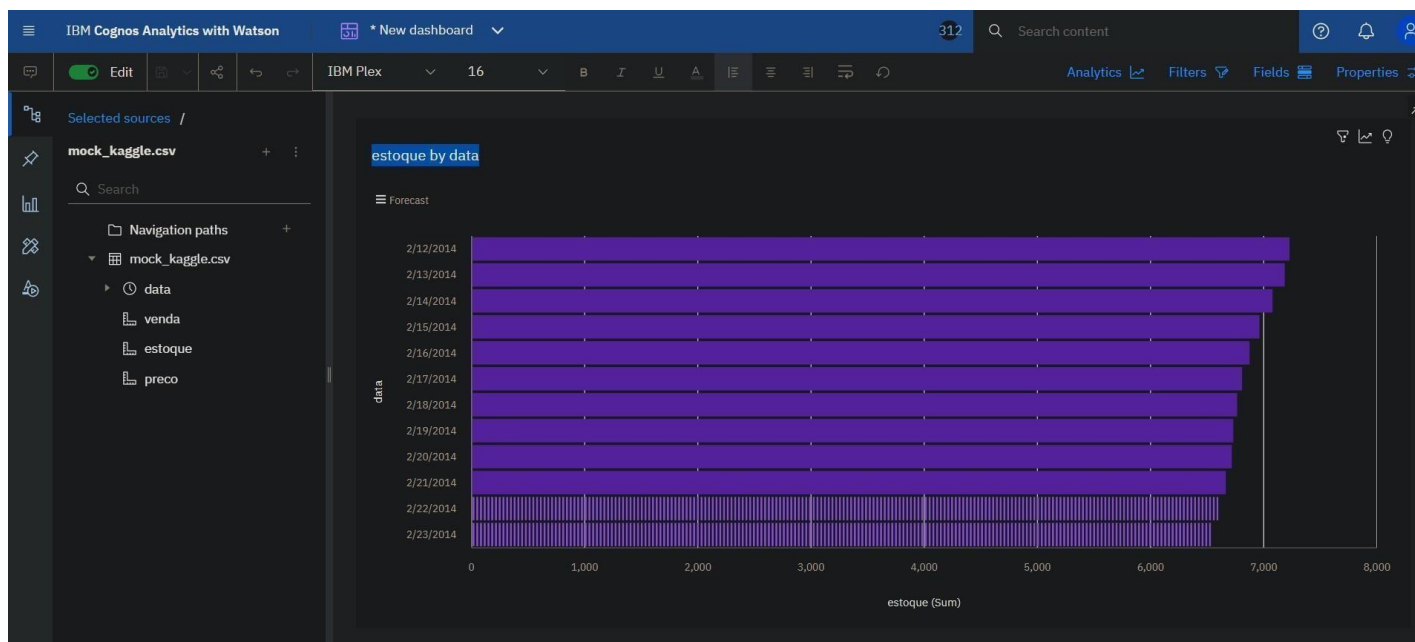 IBM Cognos Analytics with Watson
* New dashboard
312
Search content
Edit
IBM Plex
16
B I U A
Analytics
Filters
Fields
Properties
Selected sources /
mock_kaggle.csv
Search
Navigation paths
mock_kaggle.csv
data
venda
estoque
preco
estoque by data
Forecast
data
2/12/2014
2/13/2014
2/14/2014
2/15/2014
2/16/2014
2/17/2014
2/18/2014
2/19/2014
2/20/2014
2/21/2014
2/22/2014
2/23/2014
0 1,000 2,000 3,000 4,000 5,000 6,000 7,000 8,000
estoque (Sum)